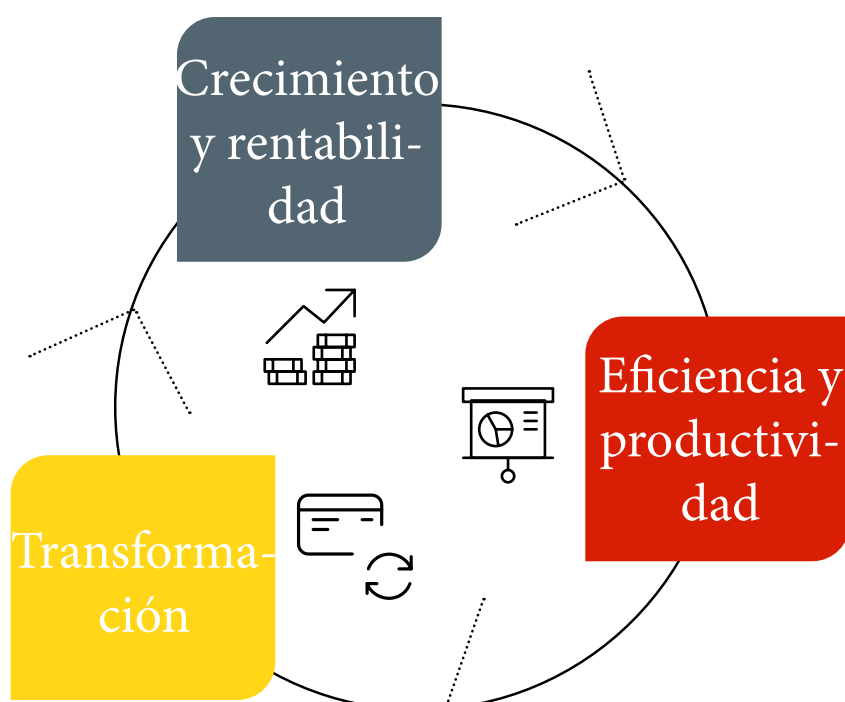 Crecimiento
y rentabili-
dad
Eficiencia y
productivi-
dad
Transforma-
ción